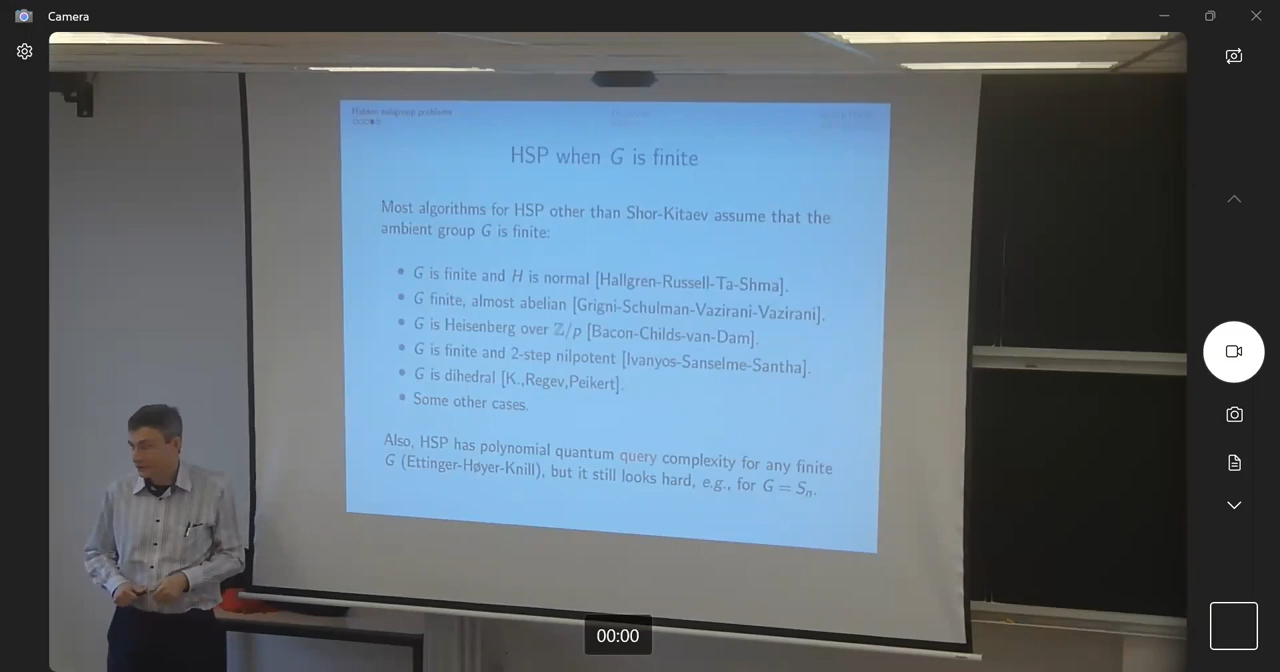 Camera
Hidden subgroup problems
HSP when G is finite
Most algorithms for HSP other than Shor-Kitaev assume that the
ambient group G is finite:
• G is finite and H is normal [Hallgren-Russell-Ta-Shma].
• G finite, almost abelian [Grigni-Schulman-Vazirani-Vazirani].
• G is Heisenberg over ℤ/p [Bacon-Childs-van-Dam].
• G is finite and 2-step nilpotent [Ivanyos-Sanselme-Santha].
• G is dihedral [K.,Regev,Peikert].
• Some other cases.
Also, HSP has polynomial quantum query complexity for any finite
G (Ettinger-Høyer-Knill), but it still looks hard, e.g., for G = Sₙ.
00:00